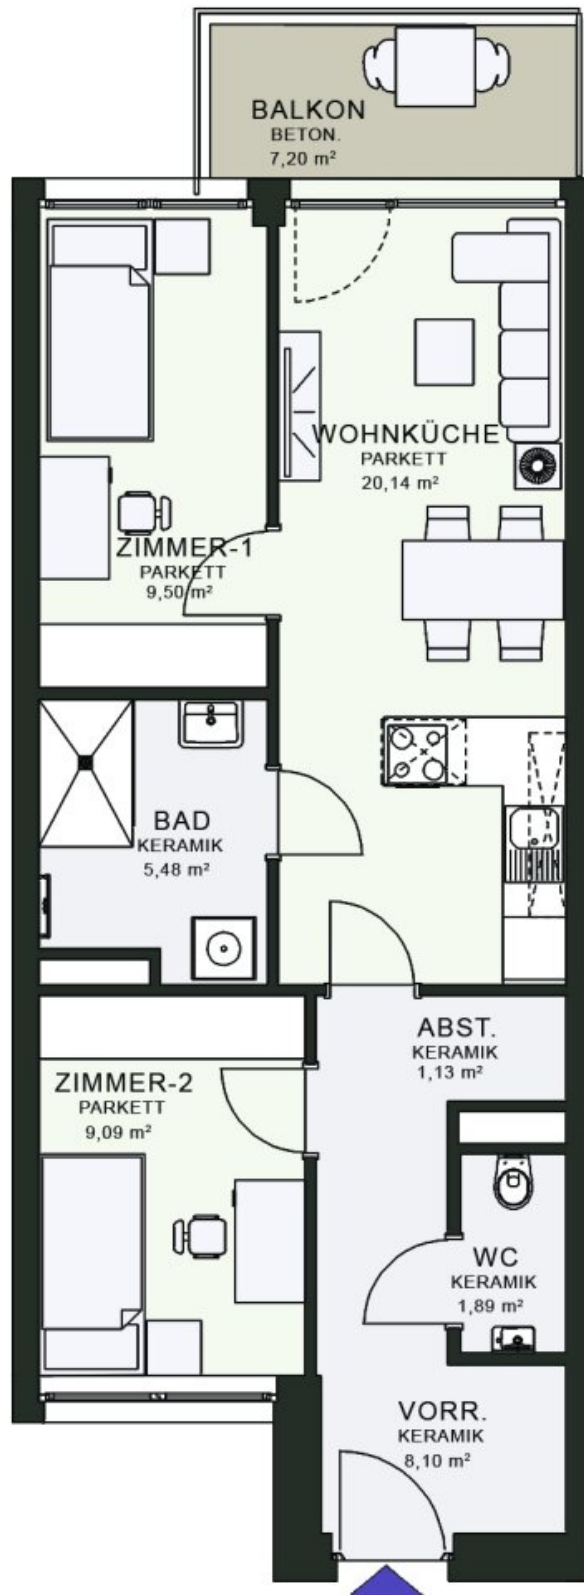 BALKON
BETON.
7,20 m²
WOHNKÜCHE
PARKETT
20,14 m²
ZIMMER-1
PARKETT
9,50 m²
BAD
KERAMIK
5,48 m²
ABST.
KERAMIK
1,13 m²
ZIMMER-2
PARKETT
9,09 m²
WC
KERAMIK
1,89 m²
VORR.
KERAMIK
8,10 m²